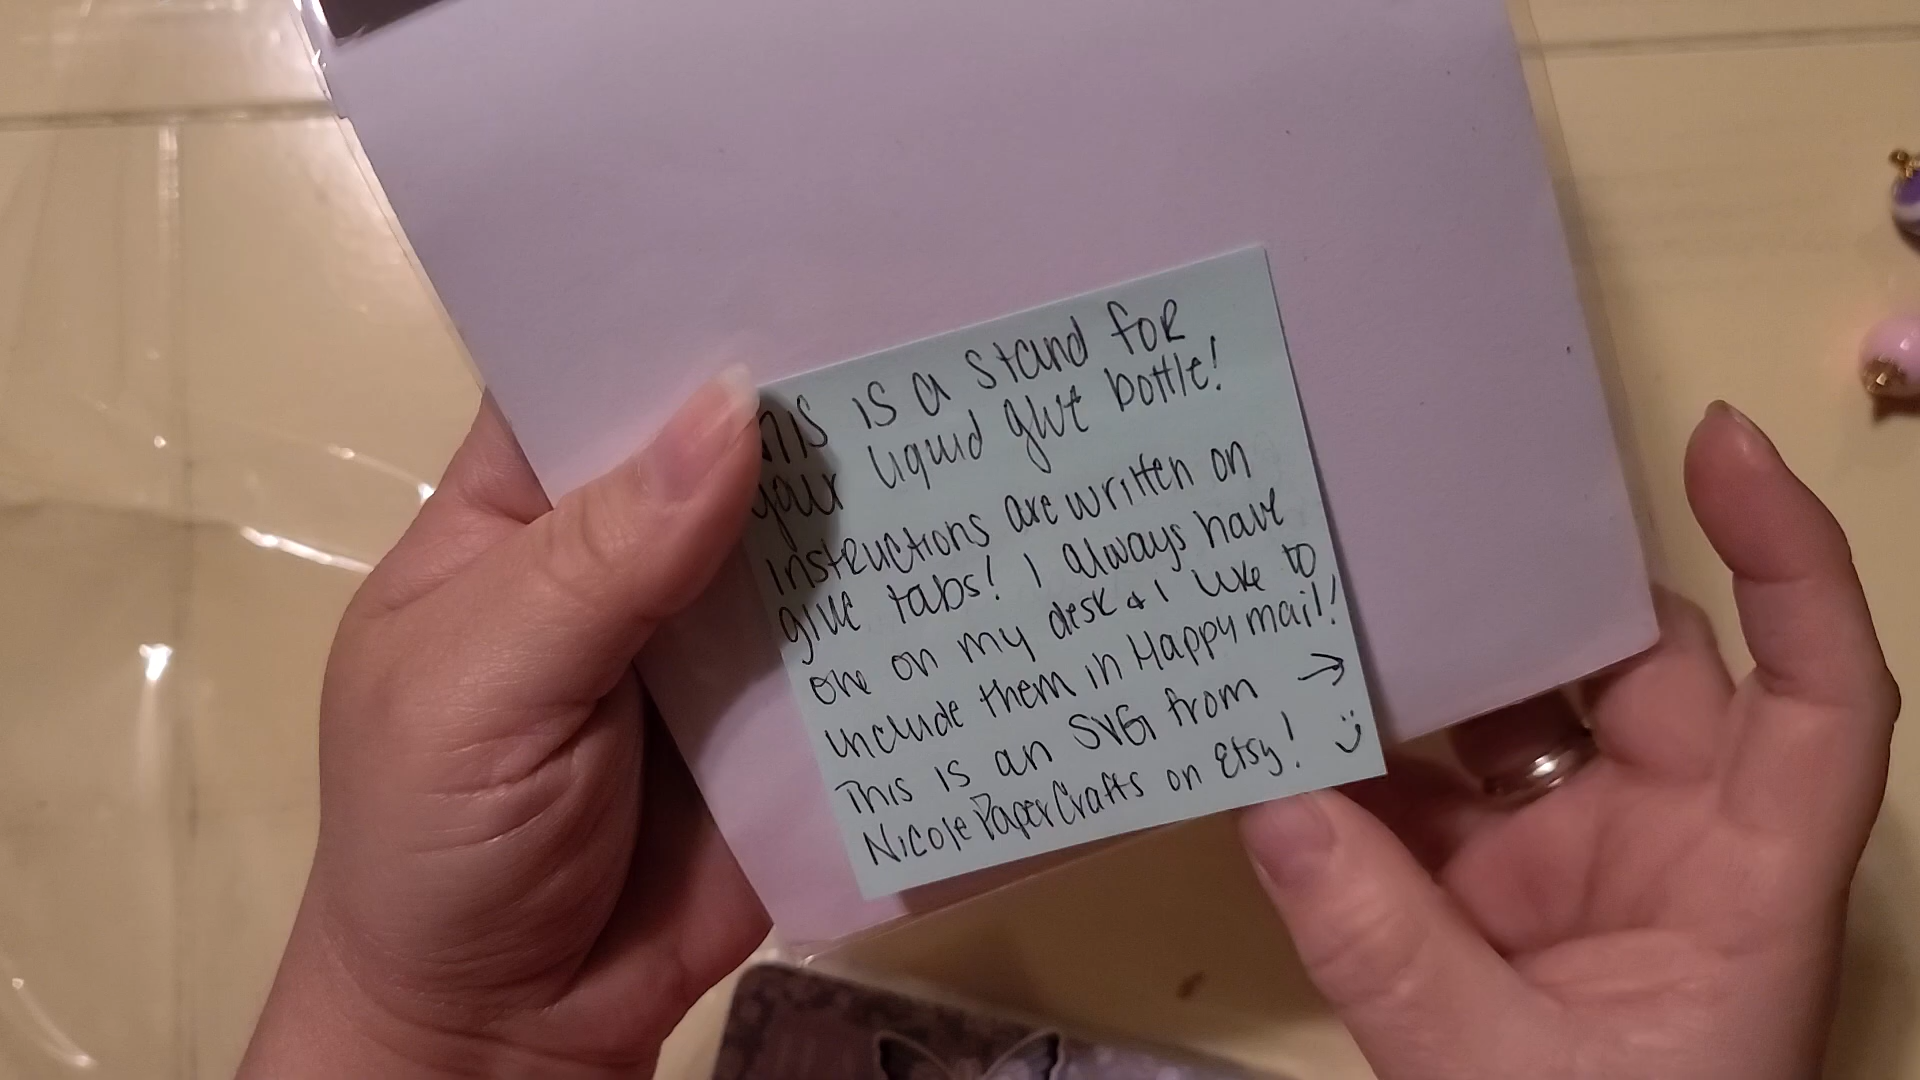 This is a stand for
your liquid glue bottle!
Instructions are written on
glue tabs! I always have
one on my desk & I like to
include them in Happy mail!
This is an SVG from →
NicolePaperCrafts on Etsy! :)